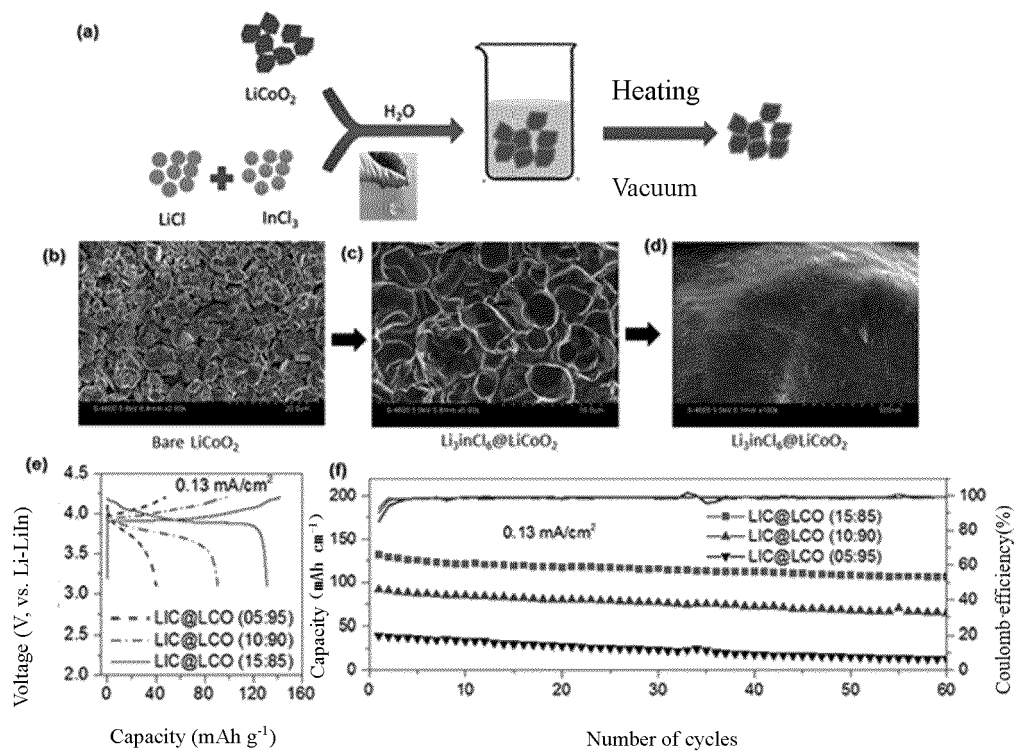 (a)
LiCoO2
H2O
LiCl
InCl3
Heating
Vacuum
(b)
(c)
(d)
Bare LiCoO2
Li3InCl6@LiCoO2
Li3InCl6@LiCoO2
(e)
4.5
4.0
3.5
3.0
2.5
2.0
0.13 mA/cm2
LIC@LCO (05:95)
LIC@LCO (10:90)
LIC@LCO (15:85)
0 40 80 120 160
Voltage (V, vs. Li-LiIn)
Capacity (mAh g-1)
(f)
200
150
100
50
0
0.13 mA/cm2
LIC@LCO (15:85)
LIC@LCO (10:90)
LIC@LCO (05:95)
100
80
60
40
20
0
0 10 20 30 40 50 60
Capacity (mAh cm-1)
Coulomb efficiency(%)
Number of cycles